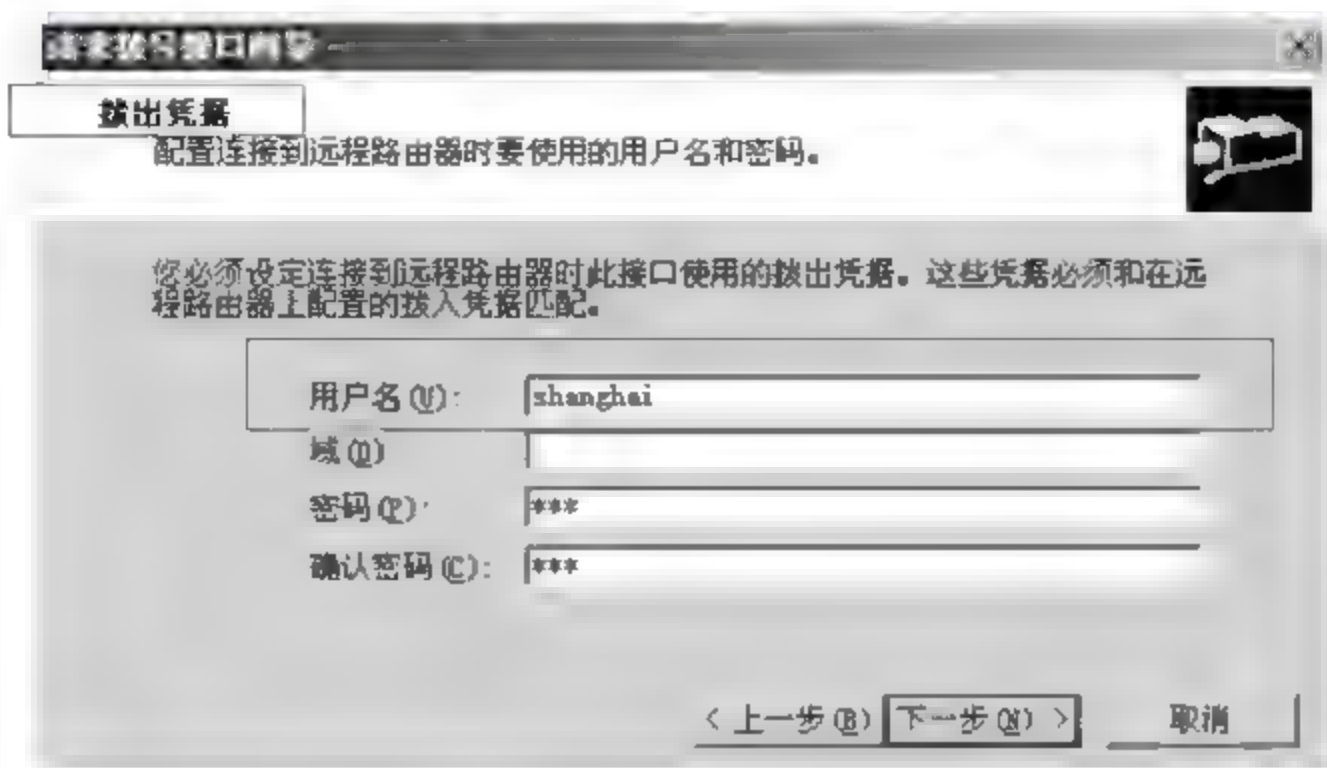 请求拨号接口向导
拨出凭据
配置连接到远程路由器时要使用的用户名和密码。
您必须设定连接到远程路由器时此接口使用的拨出凭据。这些凭据必须和在远
程路由器上配置的拨入凭据匹配。
用户名(U): shanghai
域(D)
密码(P): ***
确认密码(C): ***
< 上一步(B) 下一步(N) > 取消